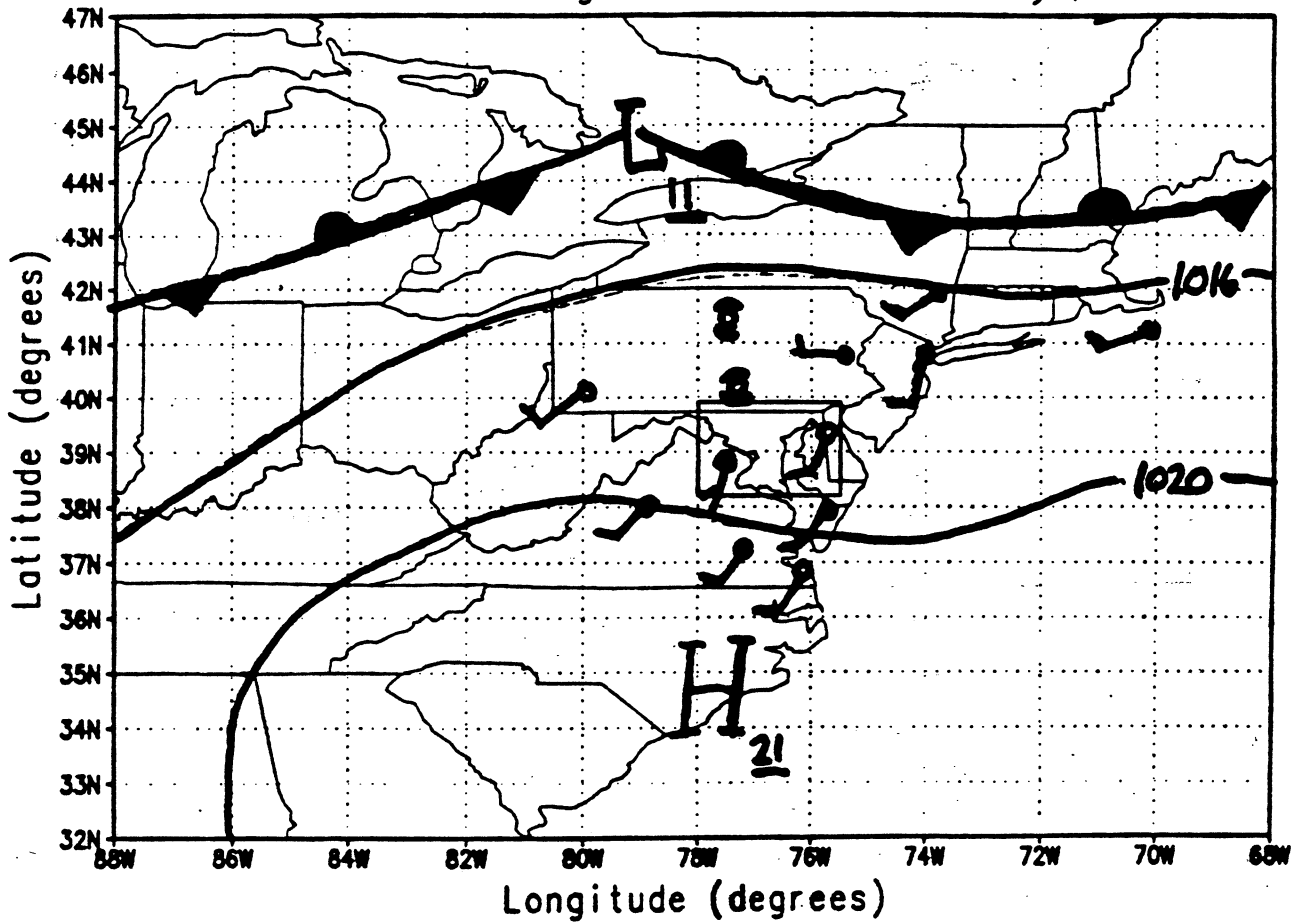 47N
46N
45N
44N
43N
42N
41N
40N
39N
38N
37N
36N
35N
34N
33N
32N
Latitude (degrees)
L
11
1016
1020
H
21
88W 86W 84W 82W 80W 78W 76W 74W 72W 70W 68W
Longitude (degrees)